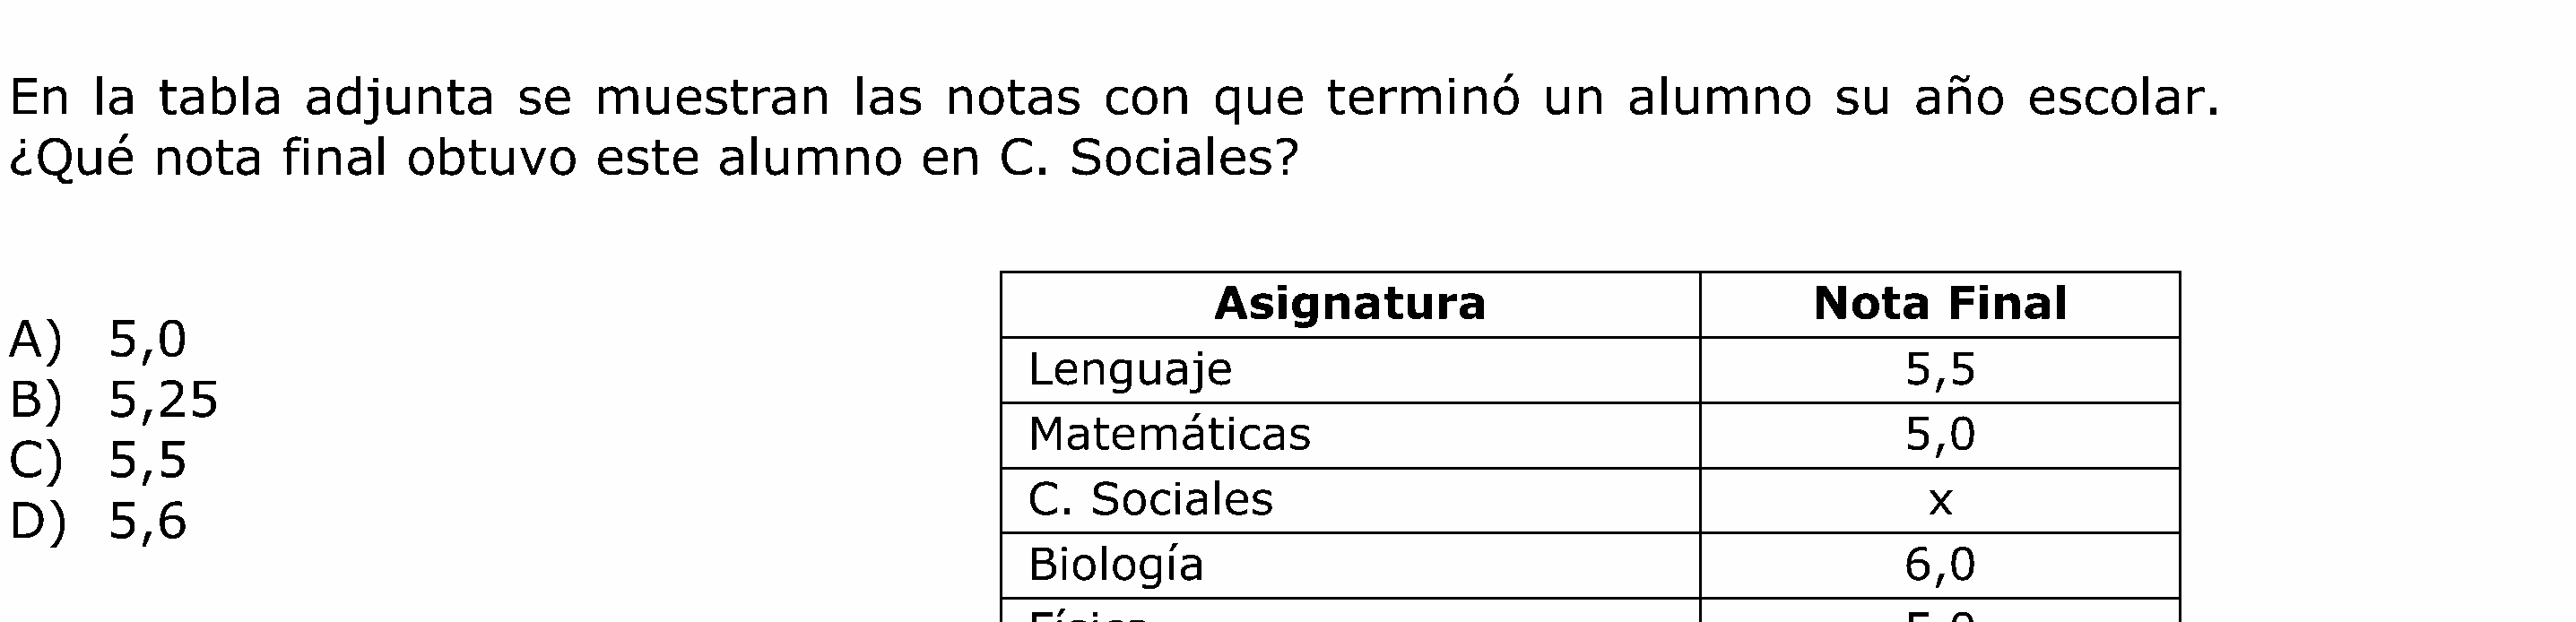 En la tabla adjunta se muestran las notas con que terminó un alumno su año escolar.
¿Qué nota final obtuvo este alumno en C. Sociales?
A) 5,0
B) 5,25
C) 5,5
D) 5,6
Asignatura Nota Final
Lenguaje 5,5
Matemáticas 5,0
C. Sociales x
Biología 6,0